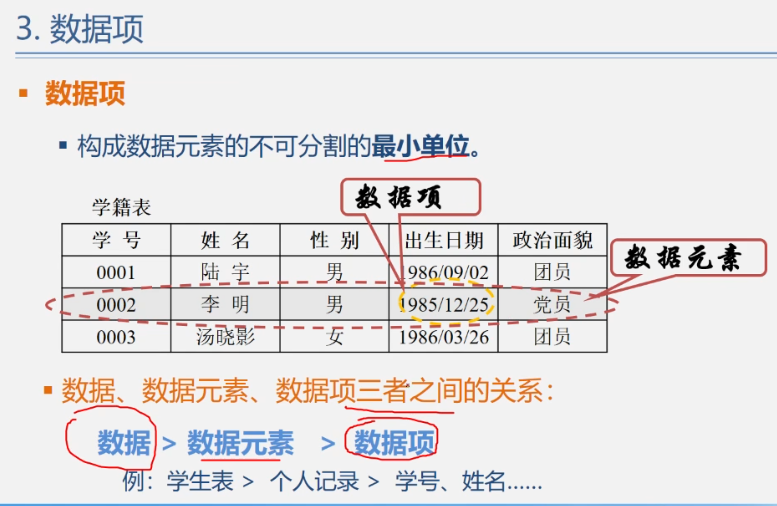 3. 数据项
数据项
构成数据元素的不可分割的最小单位。
学籍表
数据项
学 号 姓 名 性 别 出生日期 政治面貌
数据元素
0001 陆 宇 男 986/09/02 团员
0002 李 明 男 1985/12/25 党员
0003 汤晓影 女 1986/03/26 团员
数据、数据元素、数据项三者之间的关系：
数据 > 数据元素 > 数据项
例：学生表 > 个人记录 > 学号、姓名……